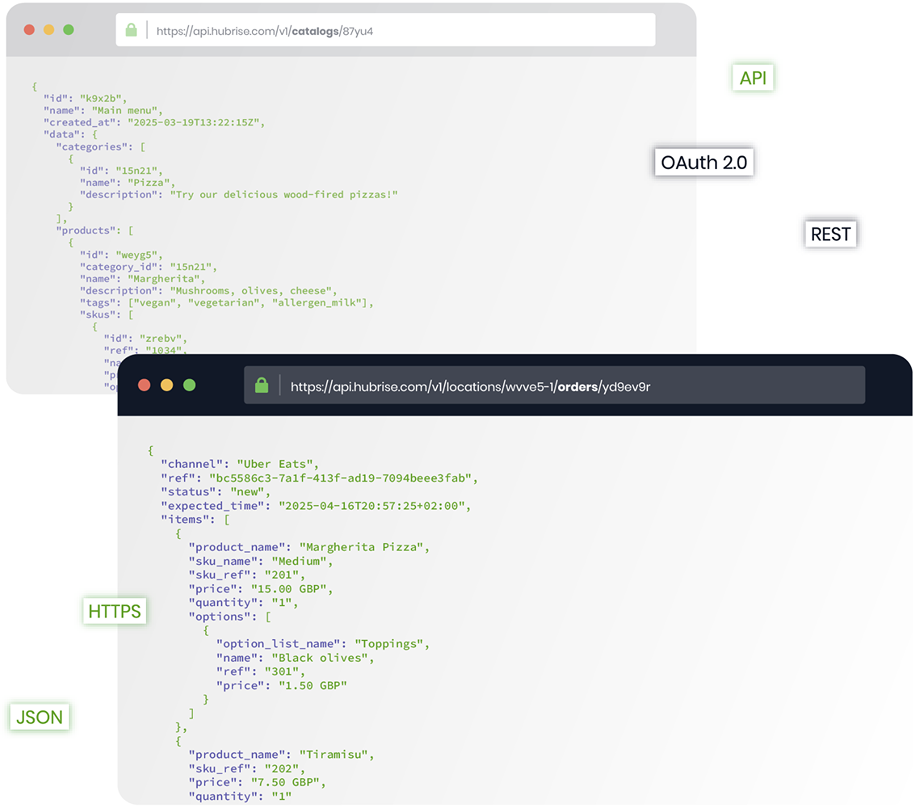 https://api.hubrise.com/v1/catalogs/87yu4
{
  "id": "k9x2b",
  "name": "Main menu",
  "created_at": "2025-03-19T13:22:15Z",
  "data": {
    "categories": [
      {
        "id": "15n21",
        "name": "Pizza",
        "description": "Try our delicious wood-fired pizzas!"
      }
    ],
    "products": [
      {
        "id": "weyg5",
        "category_id": "15n21",
        "name": "Margherita",
        "description": "Mushrooms, olives, cheese",
        "tags": ["vegan", "vegetarian", "allergen_milk"],
        "skus": [
          {
            "id": "zrebv",
            "ref": "1034",
API
OAuth 2.0
REST
https://api.hubrise.com/v1/locations/wvve5-1/orders/yd9ev9r
{
  "channel": "Uber Eats",
  "ref": "bc5586c3-7a1f-413f-ad19-7094beee3fab",
  "status": "new",
  "expected_time": "2025-04-16T20:57:25+02:00",
  "items": [
    {
      "product_name": "Margherita Pizza",
      "sku_name": "Medium",
      "sku_ref": "201",
      "price": "15.00 GBP",
      "quantity": "1",
      "options": [
        {
          "option_list_name": "Toppings",
          "name": "Black olives",
          "ref": "301",
          "price": "1.50 GBP"
        }
      ]
    },
    {
      "product_name": "Tiramisu",
      "sku_ref": "202",
      "price": "7.50 GBP",
      "quantity": "1"
HTTPS
JSON